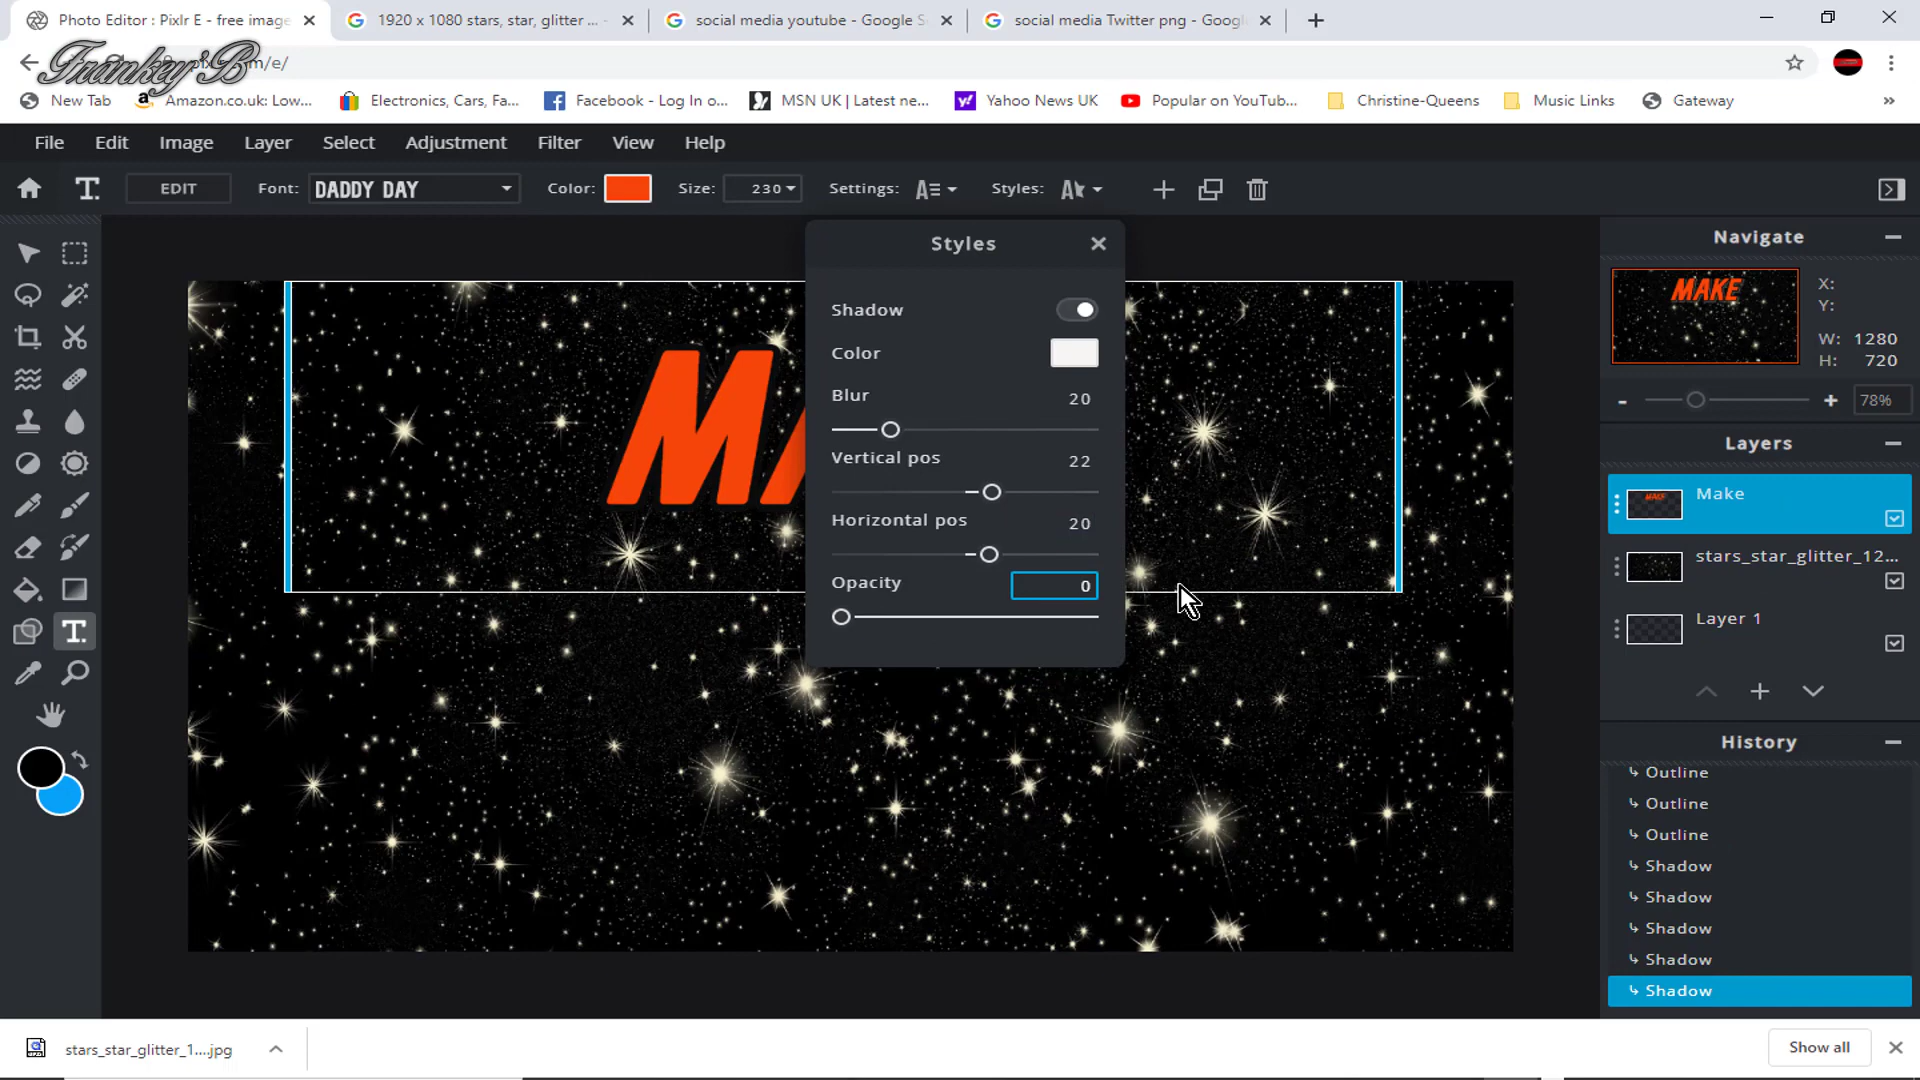 Photo Editor : Pixlr E - free image
1920 x 1080 stars, star, glitter ... -
social media youtube - Google S
social media Twitter png - Googl
Frankey'B
m/e/
New Tab
Amazon.co.uk: Low...
Electronics, Cars, Fa...
Facebook - Log In o...
MSN UK | Latest ne...
Yahoo News UK
Popular on YouTub...
Christine-Queens
Music Links
Gateway
»
File Edit Image Layer Select Adjustment Filter View Help
EDIT
Font: DADDY DAY
Color:
Size: 230
Settings:
Styles:
Styles
Shadow
Color
Blur 20
Vertical pos 22
Horizontal pos 20
Opacity 0
MA
Navigate
MAKE
X:
Y:
W: 1280
H: 720
- + 78%
Layers
Make
stars_star_glitter_12...
Layer 1
History
Outline
Outline
Outline
Shadow
Shadow
Shadow
Shadow
Shadow
stars_star_glitter_1....jpg
Show all